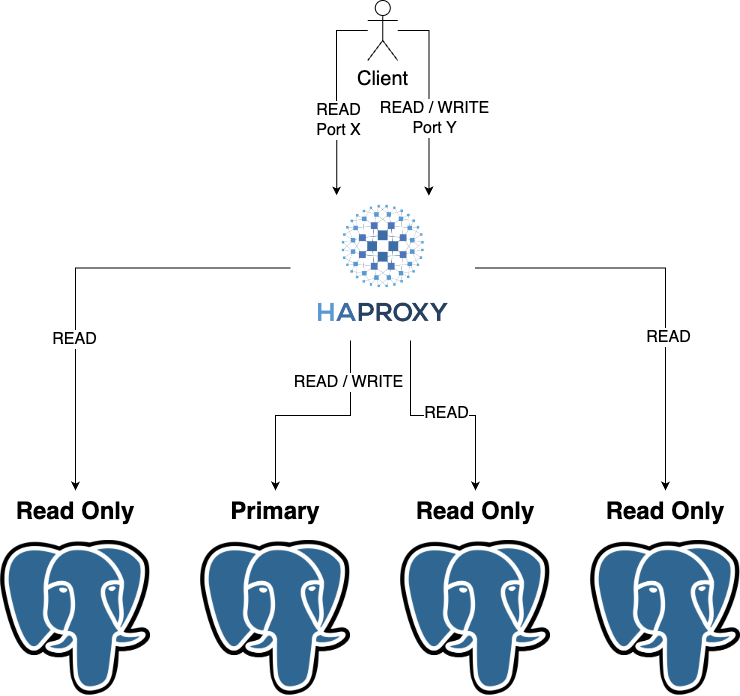 Client
READ
Port X
READ / WRITE
Port Y
HAPROXY
READ
READ / WRITE
READ
READ
Read Only
Primary
Read Only
Read Only